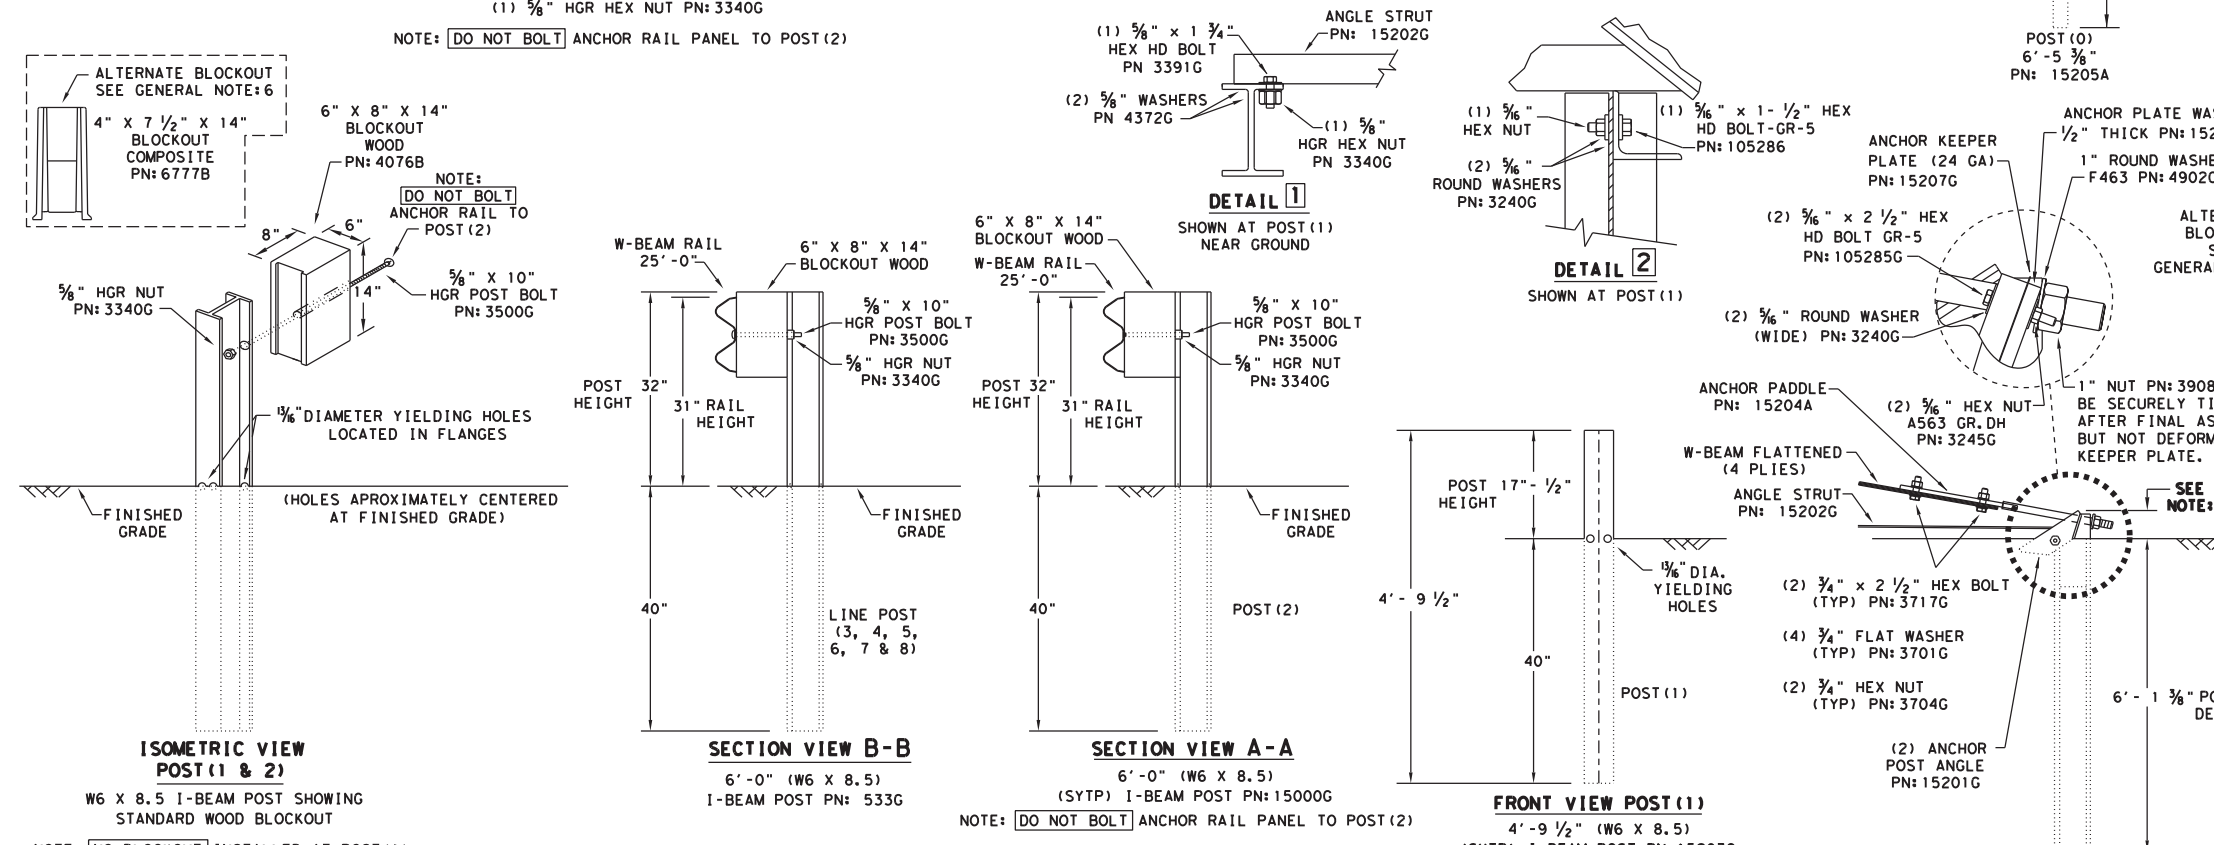 (1) 5/8" HGR HEX NUT PN:3340G
NOTE: DO NOT BOLT ANCHOR RAIL PANEL TO POST(2)
ALTERNATE BLOCKOUT
SEE GENERAL NOTE:6
4" X 7 1/2" X 14"
BLOCKOUT
COMPOSITE
PN:6777B
6" X 8" X 14"
BLOCKOUT
WOOD
PN:4076B
NOTE:
DO NOT BOLT
ANCHOR RAIL TO
POST(2)
8"
6"
14"
5/8" X 10"
HGR POST BOLT
PN:3500G
5/8" HGR NUT
PN:3340G
13/16" DIAMETER YIELDING HOLES
LOCATED IN FLANGES
(HOLES APROXIMATELY CENTERED
AT FINISHED GRADE)
FINISHED
GRADE
ISOMETRIC VIEW
POST(1 & 2)
W6 X 8.5 I-BEAM POST SHOWING
STANDARD WOOD BLOCKOUT
W-BEAM RAIL
25'-0"
6" X 8" X 14"
BLOCKOUT WOOD
5/8" X 10"
HGR POST BOLT
PN:3500G
5/8" HGR NUT
PN:3340G
POST 32"
HEIGHT
31" RAIL
HEIGHT
FINISHED
GRADE
40"
LINE POST
(3, 4, 5,
6, 7 & 8)
SECTION VIEW B-B
6'-0" (W6 X 8.5)
I-BEAM POST PN: 533G
6" X 8" X 14"
BLOCKOUT WOOD
W-BEAM RAIL
25'-0"
5/8" X 10"
HGR POST BOLT
PN:3500G
5/8" HGR NUT
PN:3340G
POST 32"
HEIGHT
31" RAIL
HEIGHT
FINISHED
GRADE
40"
POST(2)
SECTION VIEW A-A
6'-0" (W6 X 8.5)
(SYTP) I-BEAM POST PN:15000G
NOTE: DO NOT BOLT ANCHOR RAIL PANEL TO POST(2)
(1) 5/8" x 1 3/4"
HEX HD BOLT
PN 3391G
ANGLE STRUT
PN: 15202G
(2) 5/8" WASHERS
PN 4372G
(1) 5/8"
HGR HEX NUT
PN 3340G
DETAIL 1
SHOWN AT POST(1)
NEAR GROUND
(1) 5/16"
HEX NUT
(1) 5/16" x 1-1/2" HEX
HD BOLT-GR-5
PN:105286
(2) 5/16"
ROUND WASHERS
PN:3240G
DETAIL 2
SHOWN AT POST(1)
POST 17"-1/2"
HEIGHT
4'-9 1/2"
13/16" DIA.
YIELDING
HOLES
40"
POST(1)
FRONT VIEW POST(1)
4'-9 1/2" (W6 X 8.5)
POST(0)
6'-5 3/8"
PN: 15205A
ANCHOR PLATE
1/2" THICK
ANCHOR KEEPER
PLATE (24 GA)
PN:15207G
1" ROUND
F463
(2) 5/16" x 2 1/2" HEX
HD BOLT GR-5
PN:105285G
(2) 5/16" ROUND WASHER
(WIDE) PN:3240G
1" NUT
BE SECURELY
AFTER FINAL
BUT NOT
KEEPER PLATE.
ANCHOR PADDLE
PN: 15204A
(2) 5/16" HEX NUT
A563 GR.DH
PN:3245G
W-BEAM FLATTENED
(4 PLIES)
ANGLE STRUT
PN: 15202G
SEE
NOTE:
(2) 3/4" x 2 1/2" HEX BOLT
(TYP) PN:3717G
(4) 3/4" FLAT WASHER
(TYP) PN:3701G
(2) 3/4" HEX NUT
(TYP) PN:3704G
6'-1 3/8"
(2) ANCHOR
POST ANGLE
PN:15201G